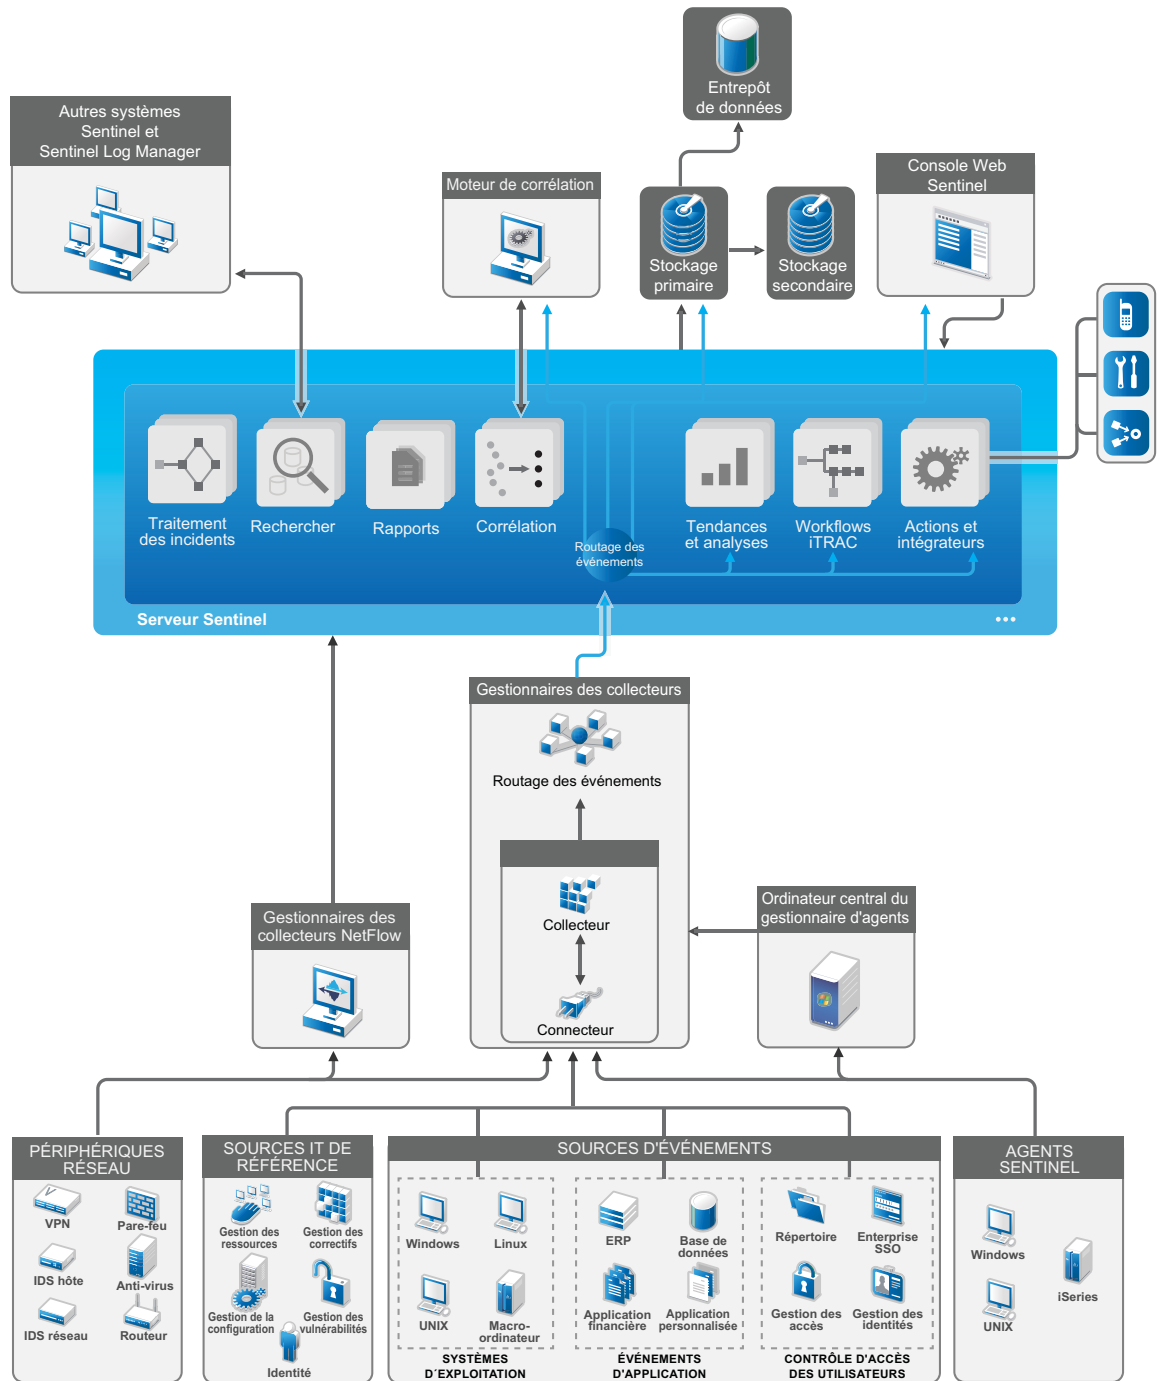 Entrepôt
de données
Autres systèmes
Sentinel et
Sentinel Log Manager
Moteur de corrélation
Stockage
primaire
Stockage
secondaire
Console Web
Sentinel
Traitement
des incidents
Rechercher
Rapports
Corrélation
Routage des
événements
Tendances
et analyses
Workflows
iTRAC
Actions et
intégrateurs
Serveur Sentinel
Gestionnaires des collecteurs
Routage des événements
Collecteur
Connecteur
Gestionnaires des
collecteurs NetFlow
Ordinateur central du
gestionnaire d'agents
PÉRIPHÉRIQUES
RÉSEAU
V
VPN
Pare-feu
IDS hôte
Anti-virus
IDS réseau
Routeur
SOURCES IT DE
RÉFÉRENCE
Gestion des
ressources
Gestion des
correctifs
Gestion de la
configuration
Gestion des
vulnérabilités
Identité
SOURCES D'ÉVÉNEMENTS
Windows
Linux
UNIX
Macro-
ordinateur
SYSTÈMES
D´EXPLOITATION
ERP
Base de
données
Application
financière
Application
personnalisée
ÉVÉNEMENTS
D'APPLICATION
Répertoire
Enterprise
SSO
Gestion des
accès
Gestion des
identités
CONTRÔLE D'ACCÈS
DES UTILISATEURS
AGENTS
SENTINEL
Windows
iSeries
UNIX